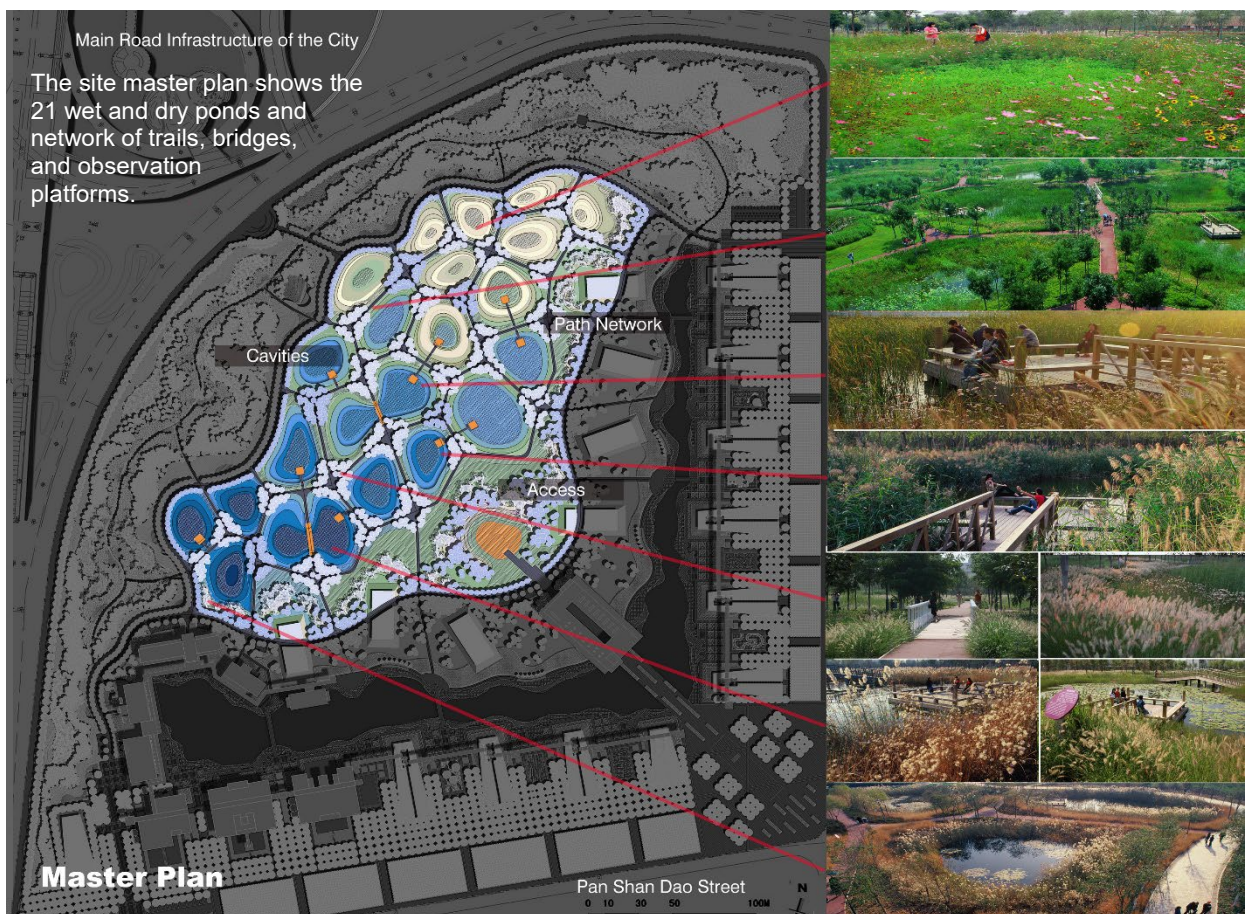 Main Road Infrastructure of the City
The site master plan shows the
21 wet and dry ponds and
network of trails, bridges,
and observation
platforms.
Path Network
Cavities
Access
Master Plan
Pan Shan Dao Street
N
0 10 30 50 100M